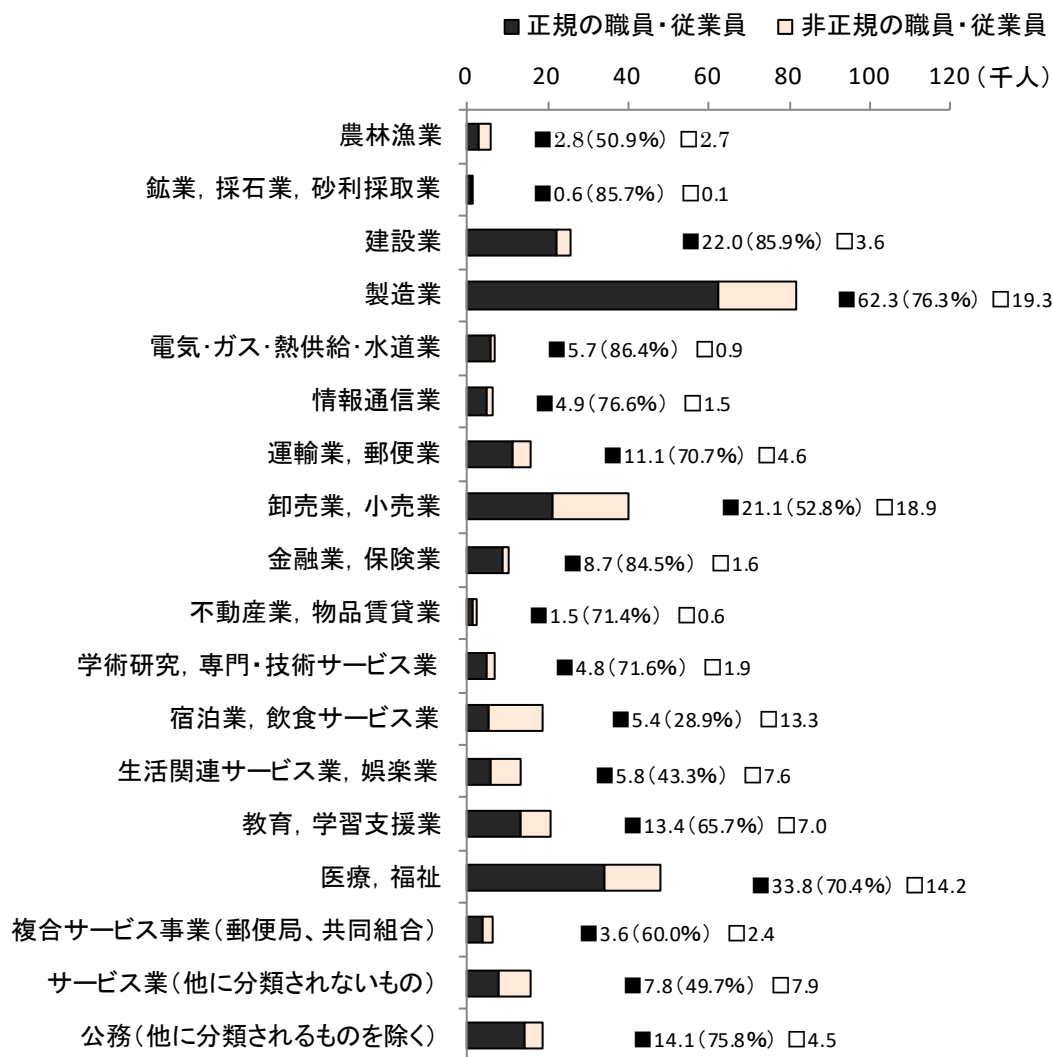 ■正規の職員・従業員 □非正規の職員・従業員
0 20 40 60 80 100 120 (千人)
農林漁業 ■2.8(50.9%) □2.7
鉱業, 採石業, 砂利採取業 ■0.6(85.7%) □0.1
建設業 ■22.0(85.9%) □3.6
製造業 ■62.3(76.3%) □19.3
電気・ガス・熱供給・水道業 ■5.7(86.4%) □0.9
情報通信業 ■4.9(76.6%) □1.5
運輸業, 郵便業 ■11.1(70.7%) □4.6
卸売業, 小売業 ■21.1(52.8%) □18.9
金融業, 保険業 ■8.7(84.5%) □1.6
不動産業, 物品賃貸業 ■1.5(71.4%) □0.6
学術研究, 専門・技術サービス業 ■4.8(71.6%) □1.9
宿泊業, 飲食サービス業 ■5.4(28.9%) □13.3
生活関連サービス業, 娯楽業 ■5.8(43.3%) □7.6
教育, 学習支援業 ■13.4(65.7%) □7.0
医療, 福祉 ■33.8(70.4%) □14.2
複合サービス事業(郵便局、共同組合) ■3.6(60.0%) □2.4
サービス業(他に分類されないもの) ■7.8(49.7%) □7.9
公務(他に分類されるものを除く) ■14.1(75.8%) □4.5